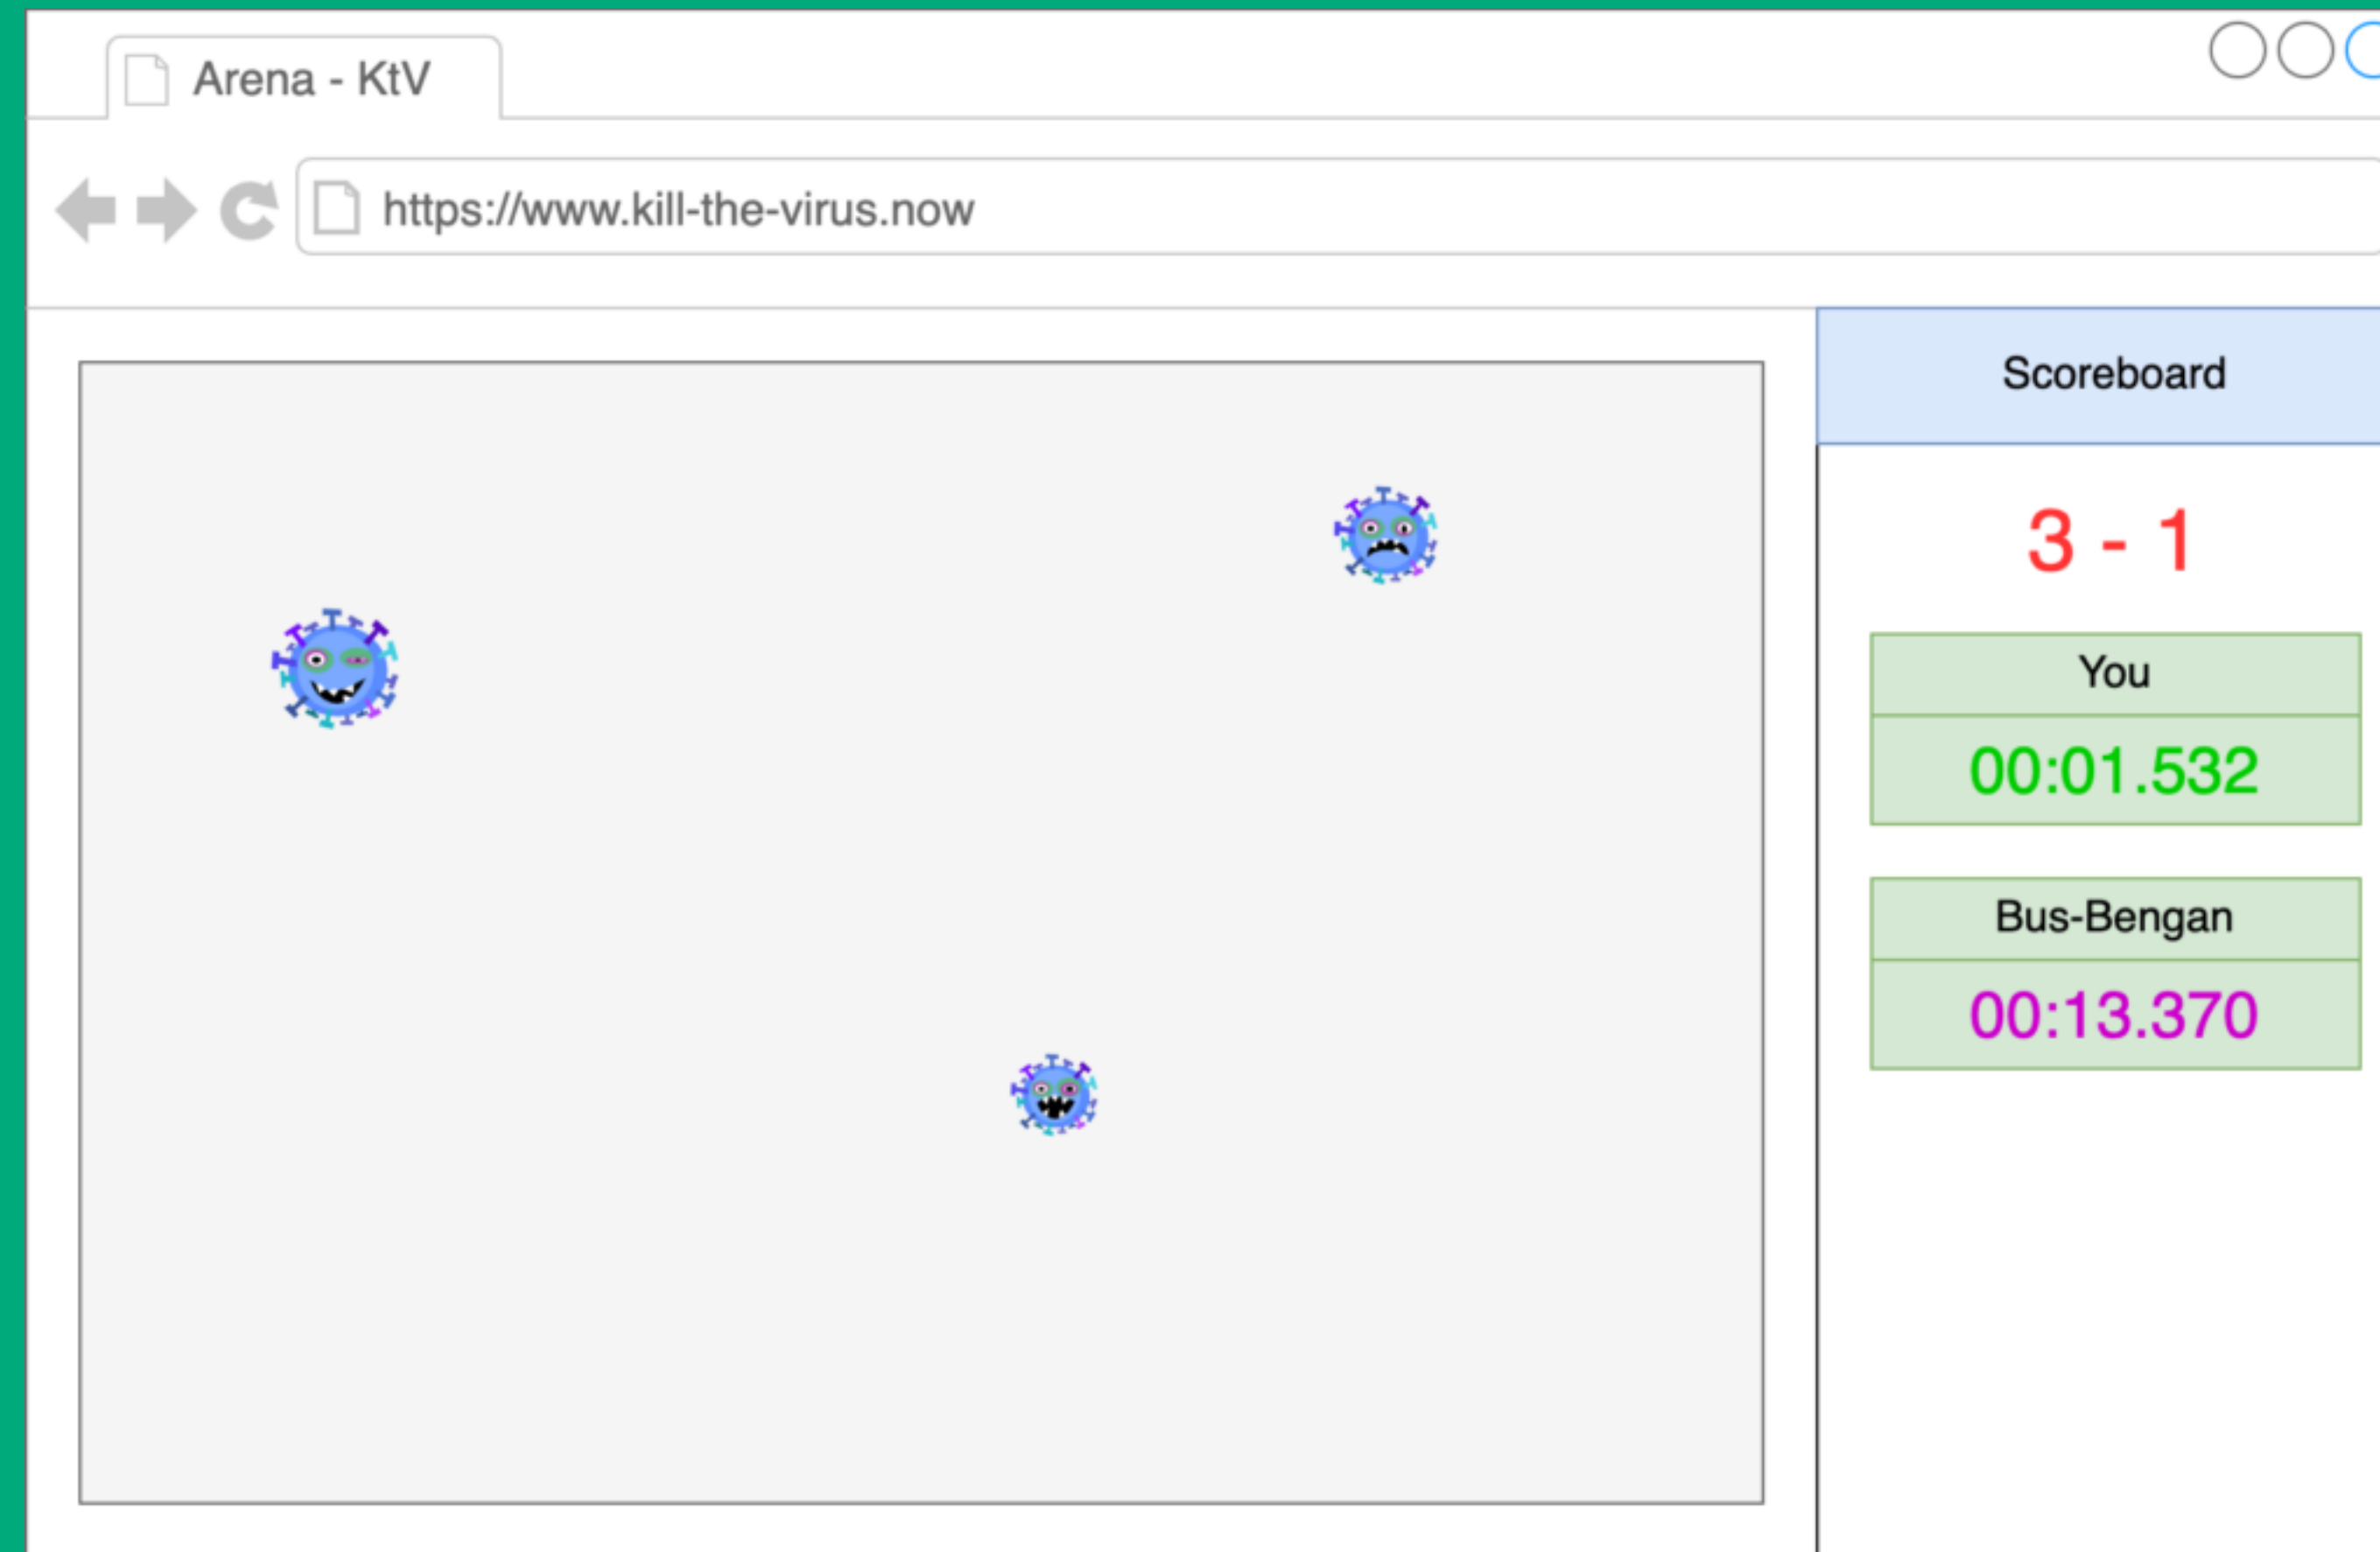 Arena - KtV
https://www.kill-the-virus.now
Scoreboard
3 - 1
You
00:01.532
Bus-Bengan
00:13.370